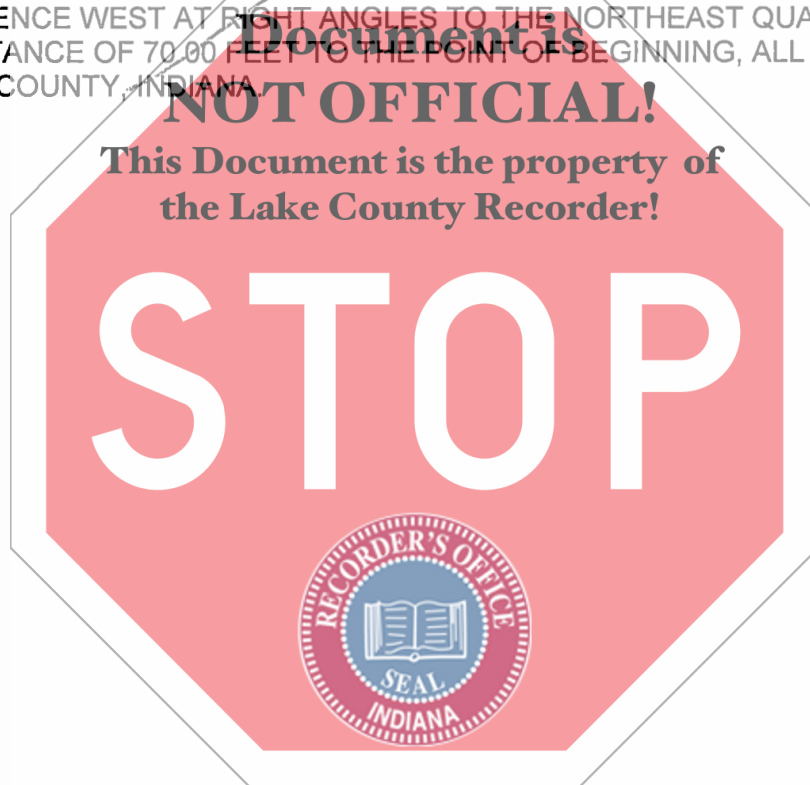 ENCE WEST AT RIGHT ANGLES TO THE NORTHEAST QUA
TANCE OF 70.00 FEET TO THE POINT OF BEGINNING, ALL
COUNTY, INDIANA.
Document is
NOT OFFICIAL!
This Document is the property of
the Lake County Recorder!
STOP
RECORDER'S OFFICE
SEAL
INDIANA